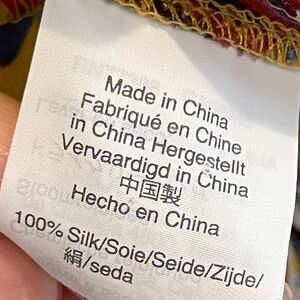 Made in China
Fabriqué en Chine
in China Hergestellt
Vervaardigd in China
中国製
Hecho en China
100% Silk/Soie/Seide/Zijde/
絹/seda